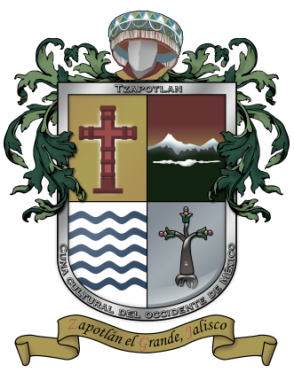 TZAPOTLAN
CUNA CULTURAL DEL OCCIDENTE DE MÉXICO
Zapotlán el Grande, Jalisco